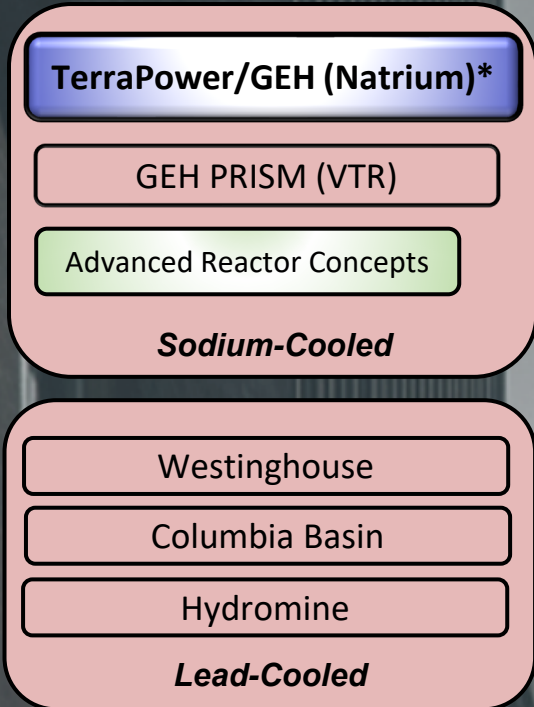 TerraPower/GEH (Natrium)*
GEH PRISM (VTR)
Advanced Reactor Concepts
Sodium-Cooled
Westinghouse
Columbia Basin
Hydromine
Lead-Cooled